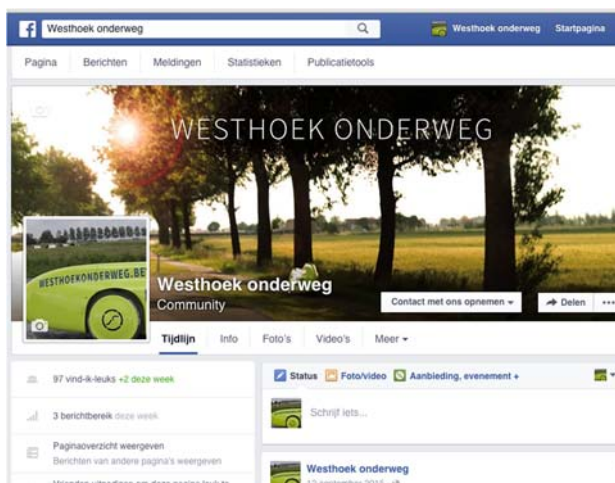 Westhoek onderweg
Westhoek onderweg Startpagina
Pagina Berichten Meldingen Statistieken Publicatietools
WESTHOEK ONDERWEG
WESTHOEKONDERWEG.BE
Westhoek onderweg
Community
Contact met ons opnemen Delen
Tijdlijn Info Foto's Video's Meer
97 vind-ik-leuks +2 deze week
3 berichtbereik deze week
Paginaoverzicht weergeven
Berichten van andere pagina's weergeven
Status Foto/video Aanbieding, evenement +
Schrijf iets...
Westhoek onderweg